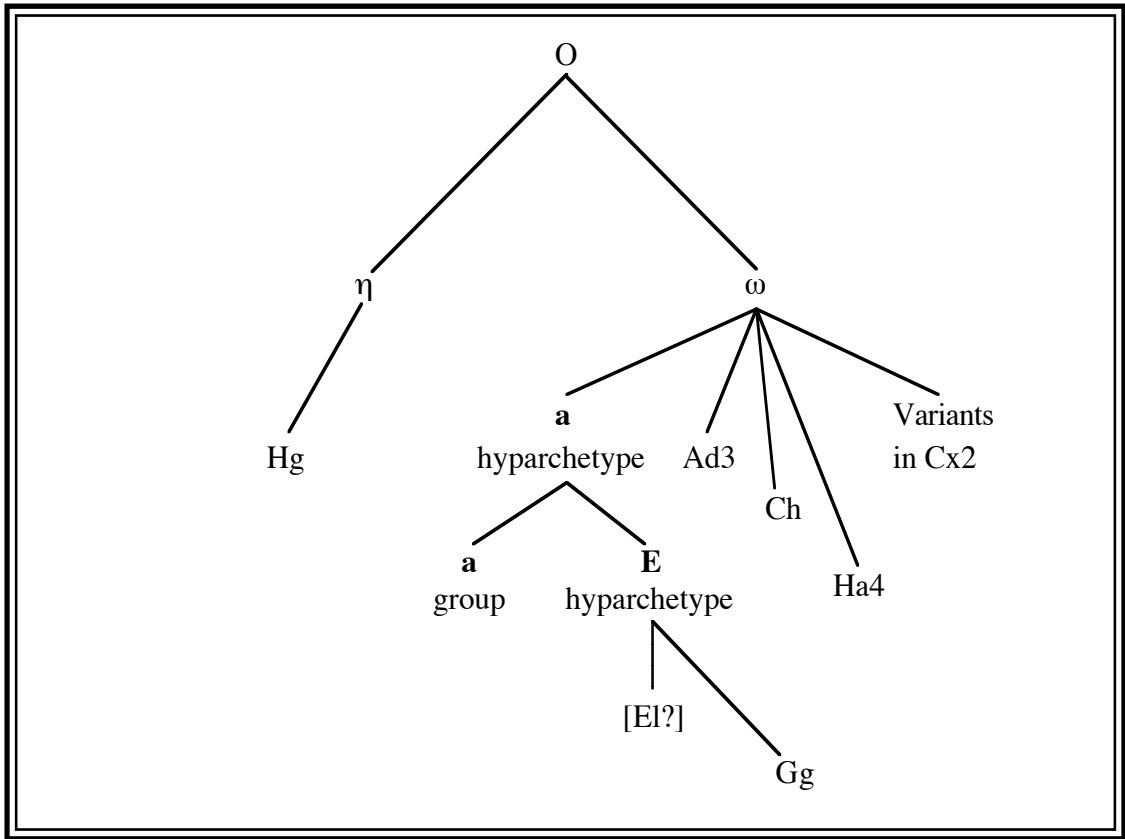 O
η
ω
a
hyparchetype
Hg
Ad3
Ch
Ha4
Variants
in Cx2
a
group
E
hyparchetype
[El?]
Gg